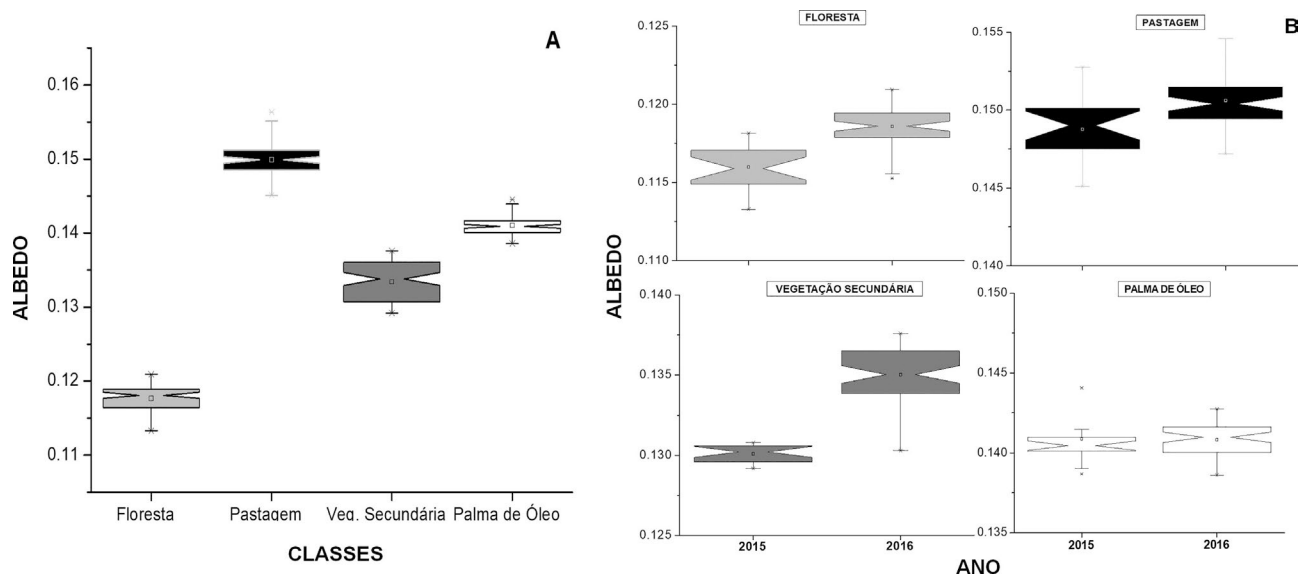 A
ALBEDO
0.16
0.15
0.14
0.13
0.12
0.11
Floresta
Pastagem
Veg. Secundária
Palma de Óleo
CLASSES
B
ALBEDO
FLORESTA
0.125
0.120
0.115
0.110
PASTAGEM
0.155
0.150
0.145
0.140
VEGETAÇÃO SECUNDÁRIA
0.140
0.135
0.130
0.125
2015
2016
PALMA DE ÓLEO
0.150
0.145
0.140
0.135
2015
2016
ANO